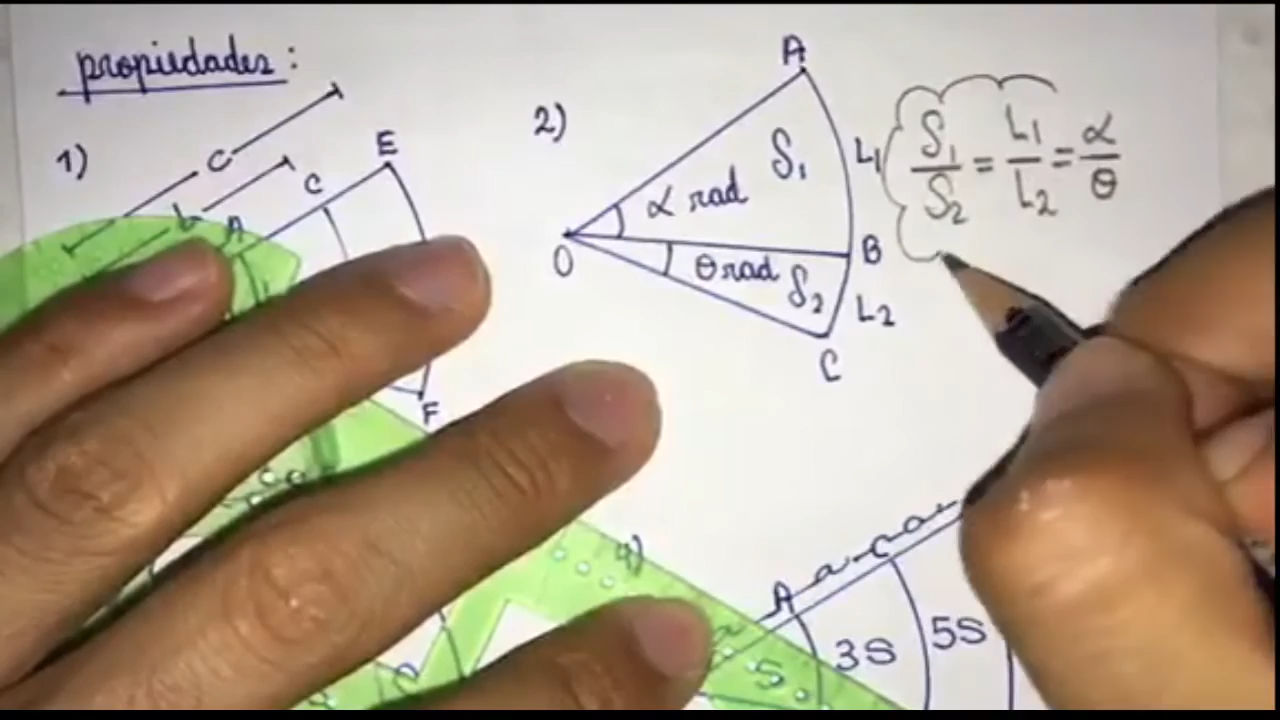 propiedades:
1)
C
b
A
C
E
F
2)
A
S₁
L₁
α rad
O
B
θ rad
S₂
L₂
C
S₁/S₂ = L₁/L₂ = α/θ
4)
a
A
a
C
a
S
3S
5S